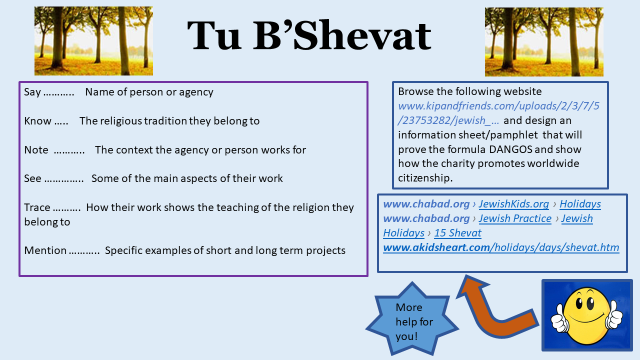 Tu B’Shevat
Say ……….. Name of person or agency
Know ….. The religious tradition they belong to
Note ……….. The context the agency or person works for
See ………….. Some of the main aspects of their work
Trace ………. How their work shows the teaching of the religion they
belong to
Mention ……….. Specific examples of short and long term projects
Browse the following website
www.kipandfriends.com/uploads/2/3/7/5
/23753282/jewish_... and design an
information sheet/pamphlet that will
prove the formula DANGOS and show
how the charity promotes worldwide
citizenship.
www.chabad.org › JewishKids.org › Holidays
www.chabad.org › Jewish Practice › Jewish
Holidays › 15 Shevat
www.akidsheart.com/holidays/days/shevat.htm
More
help for
you!